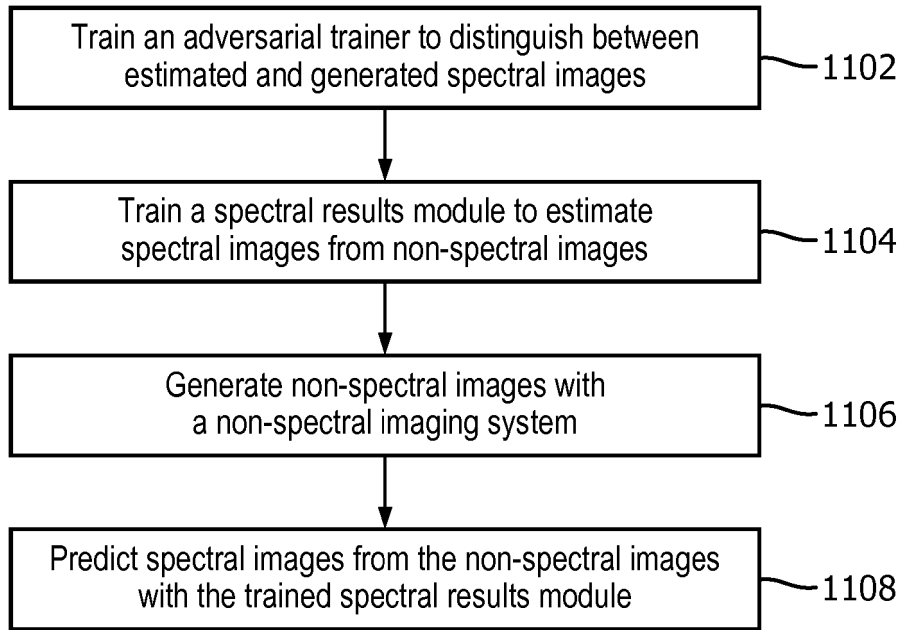 Train an adversarial trainer to distinguish between
estimated and generated spectral images
1102
Train a spectral results module to estimate
spectral images from non-spectral images
1104
Generate non-spectral images with
a non-spectral imaging system
1106
Predict spectral images from the non-spectral images
with the trained spectral results module
1108